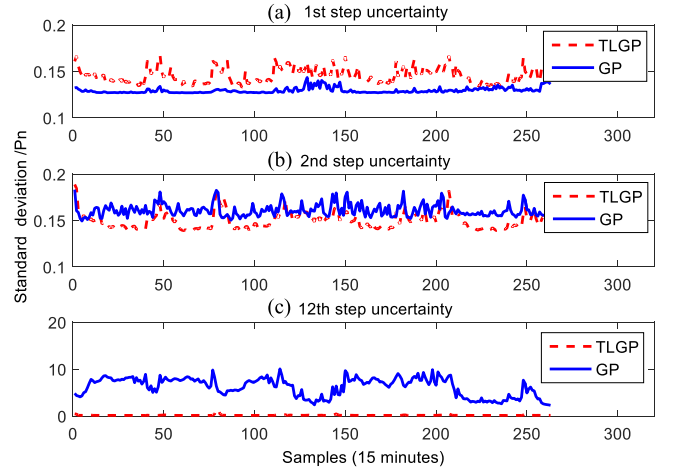 (a) 1st step uncertainty
0.2
0.15
0.1
TLGP
GP
0 50 100 150 200 250 300
(b) 2nd step uncertainty
0.2
0.15
0.1
TLGP
GP
0 50 100 150 200 250 300
Standard deviation /Pn
(c) 12th step uncertainty
20
10
0
TLGP
GP
0 50 100 150 200 250 300
Samples (15 minutes)